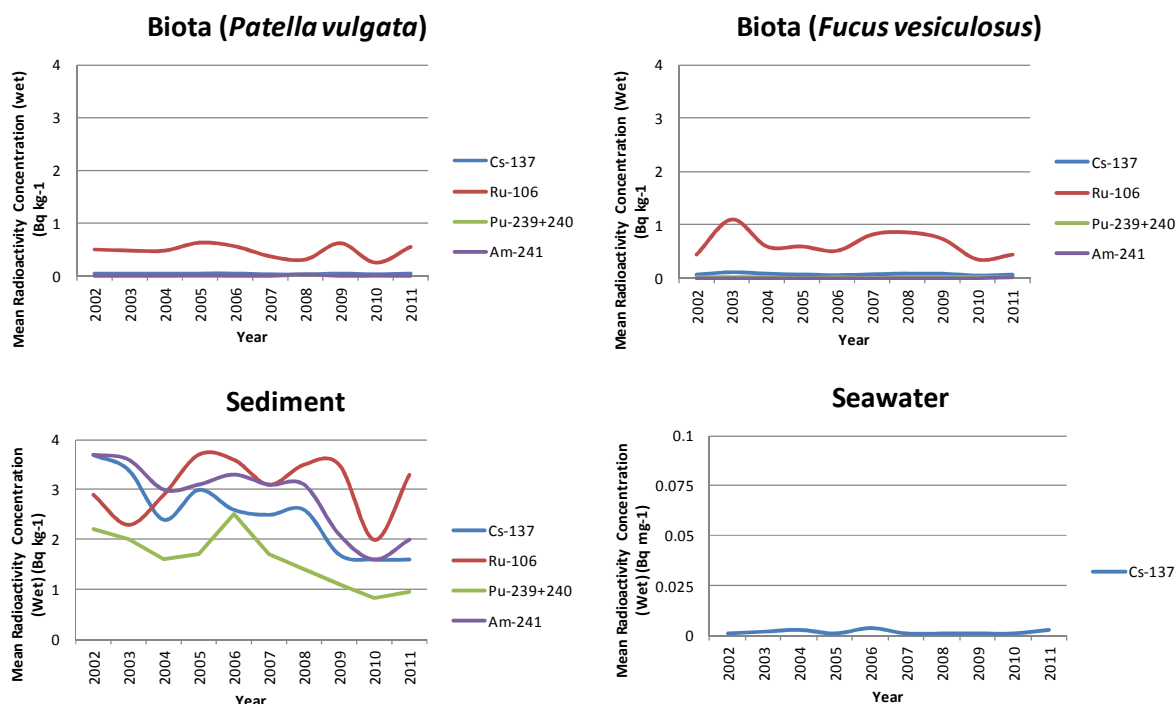 Biota (Patella vulgata)
Mean Radioactivity Concentration (wet)
(Bq kg-1
4
3
2
1
0
2002
2003
2004
2005
2006
2007
2008
2009
2010
2011
Year
Cs-137
Ru-106
Pu-239+240
Am-241
Biota (Fucus vesiculosus)
Mean Radioactivity Concentration (Wet)
(Bq kg-1
4
3
2
1
0
2002
2003
2004
2005
2006
2007
2008
2009
2010
2011
Year
Cs-137
Ru-106
Pu-239+240
Am-241
Sediment
Mean Radioactivity Concentration
(Wet) (Bq kg-1)
4
3
2
1
0
2002
2003
2004
2005
2006
2007
2008
2009
2010
2011
Year
Cs-137
Ru-106
Pu-239+240
Am-241
Seawater
Mean Radioactivity Concentration
(Wet) (Bq mg-1)
0.1
0.075
0.05
0.025
0
2002
2003
2004
2005
2006
2007
2008
2009
2010
2011
Year
Cs-137